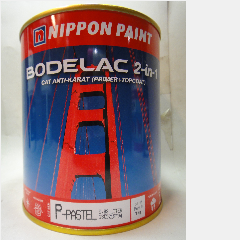 NIPPON PAINT
BODELAC 2-in-1
CAT ANTI-KARAT (PRIMER+TOPCOAT)
P-PASTEL